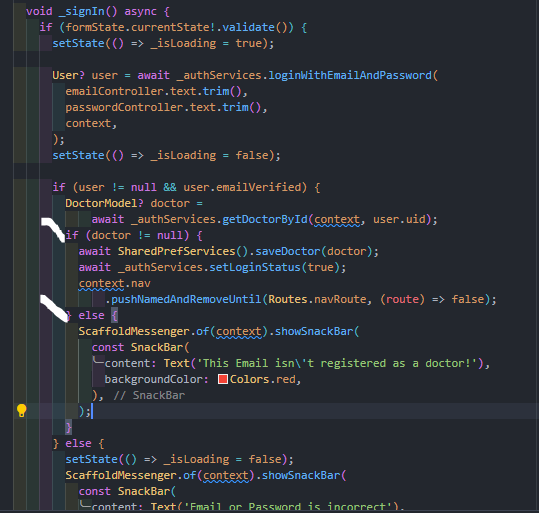 void _signIn() async {
if (formState.currentState!.validate()) {
setState(() => _isLoading = true);
User? user = await _authServices.loginWithEmailAndPassword(
emailController.text.trim(),
passwordController.text.trim(),
context,
);
setState(() => _isLoading = false);
if (user != null && user.emailVerified) {
DoctorModel? doctor =
await _authServices.getDoctorById(context, user.uid);
if (doctor != null) {
await SharedPrefServices().saveDoctor(doctor);
await _authServices.setLoginStatus(true);
context.nav
.pushNamedAndRemoveUntil(Routes.navRoute, (route) => false);
} else {
ScaffoldMessenger.of(context).showSnackBar(
const SnackBar(
content: Text('This Email isn\'t registered as a doctor!'),
backgroundColor: Colors.red,
), // SnackBar
);
}
} else {
setState(() => _isLoading = false);
ScaffoldMessenger.of(context).showSnackBar(
const SnackBar(
content: Text('Email or Password is incorrect'),